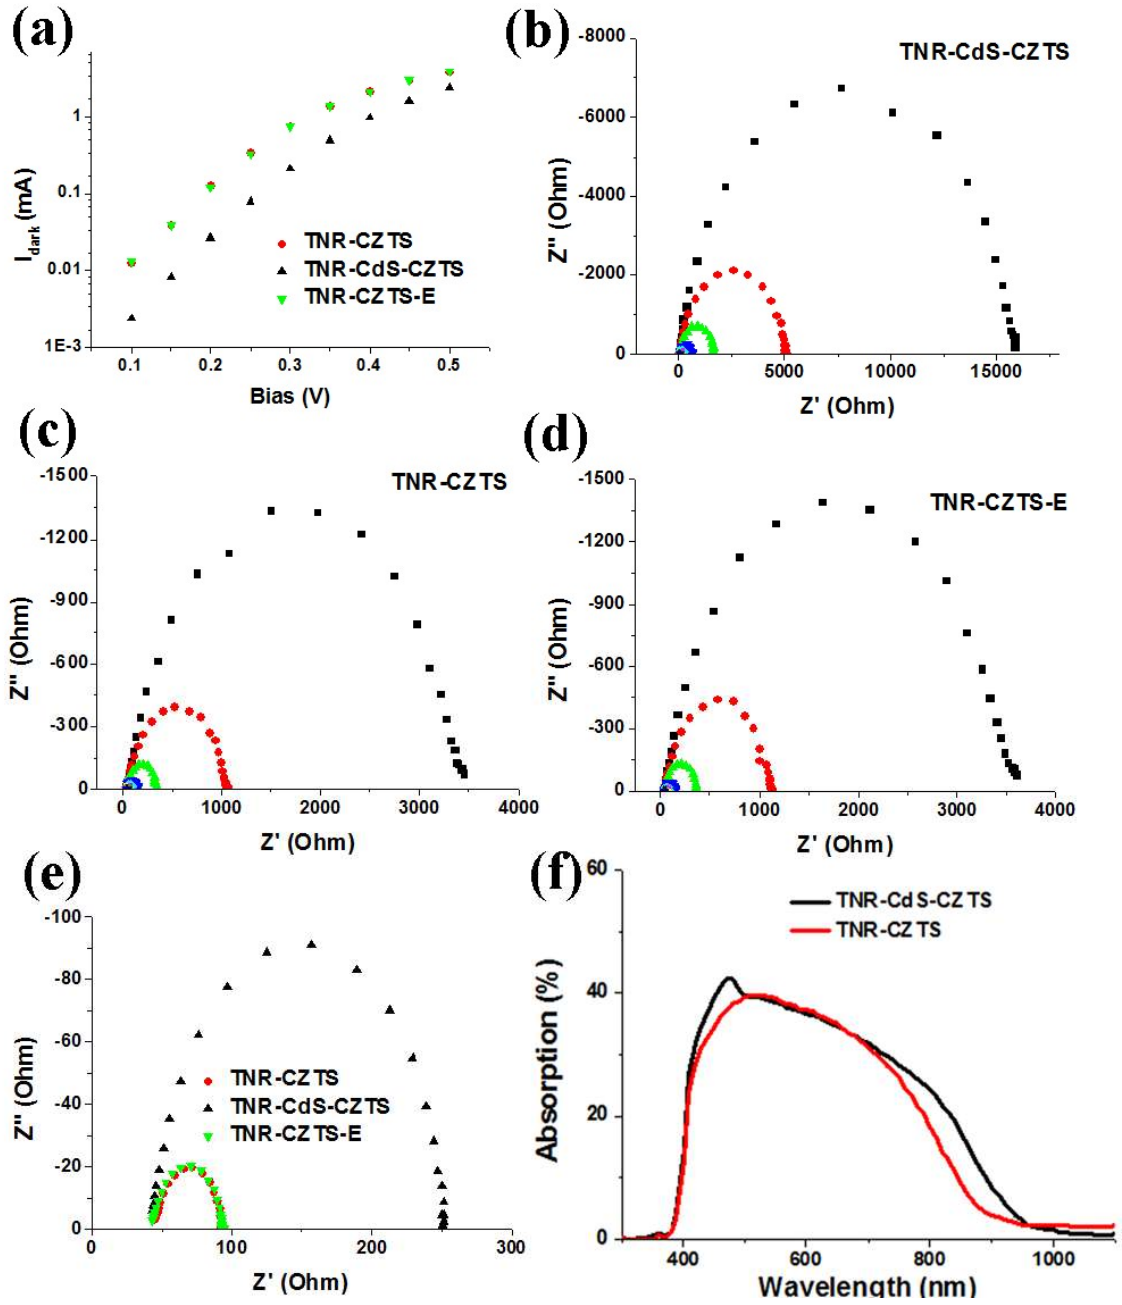 (a)
1
0.1
0.01
1E-3
I_dark (mA)
0.1
0.2
0.3
0.4
0.5
Bias (V)
TNR-CZTS
TNR-CdS-CZTS
TNR-CZTS-E
(b)
TNR-CdS-CZTS
-8000
-6000
-4000
-2000
0
Z'' (Ohm)
0
5000
10000
15000
Z' (Ohm)
(c)
TNR-CZTS
-1500
-1200
-900
-600
-300
0
Z'' (Ohm)
0
1000
2000
3000
4000
Z' (Ohm)
(d)
TNR-CZTS-E
-1500
-1200
-900
-600
-300
0
Z'' (Ohm)
0
1000
2000
3000
4000
Z' (Ohm)
(e)
-100
-80
-60
-40
-20
0
Z'' (Ohm)
TNR-CZTS
TNR-CdS-CZTS
TNR-CZTS-E
0
100
200
300
Z' (Ohm)
(f)
60
40
20
0
Absorption (%)
TNR-CdS-CZTS
TNR-CZTS
400
600
800
1000
Wavelength (nm)